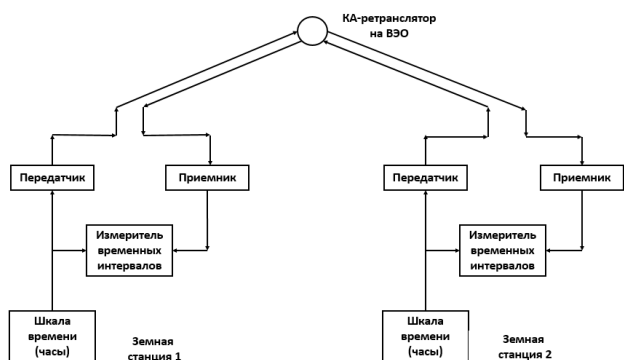 КА-ретранслятор
на ВЭО
Передатчик
Приемник
Передатчик
Приемник
Измеритель
временных
интервалов
Измеритель
временных
интервалов
Шкала
времени
(часы)
Земная
станция 1
Шкала
времени
(часы)
Земная
станция 2